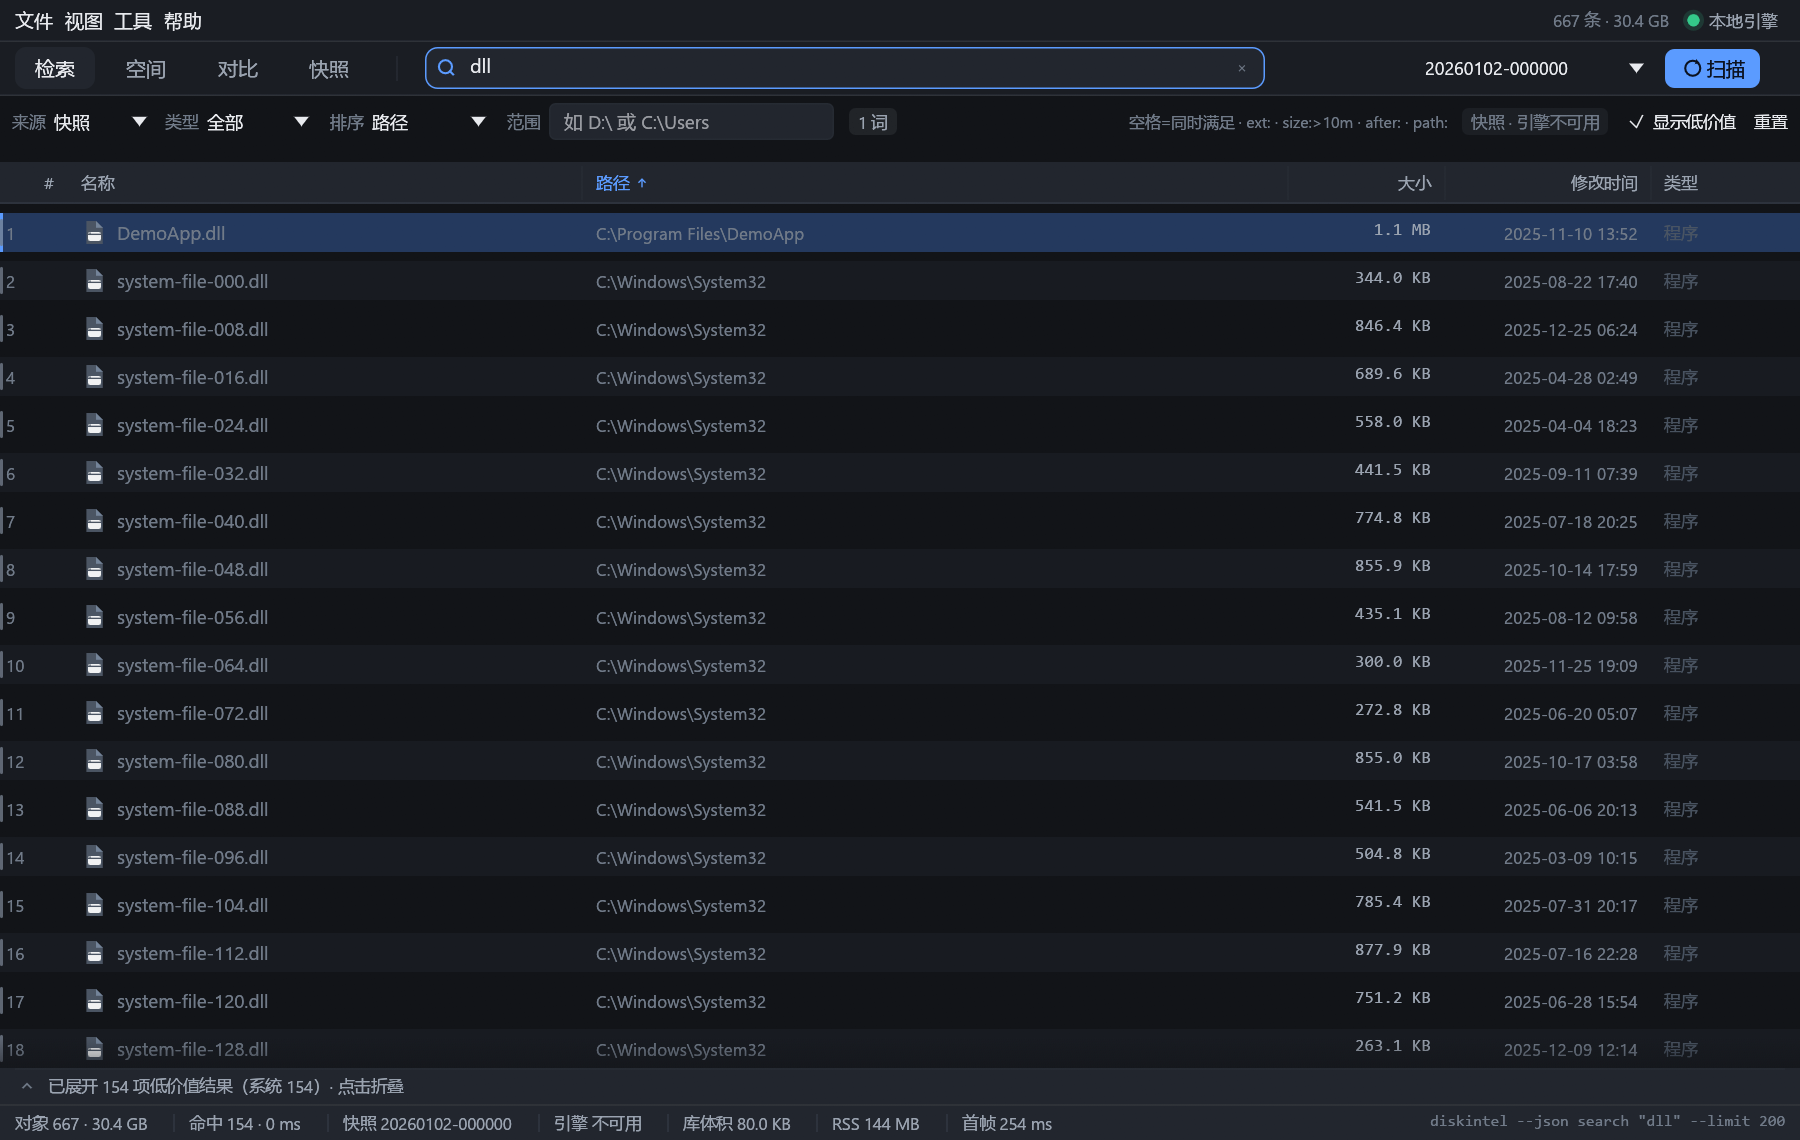 文件 视图 工具 帮助 667 条 · 30.4 GB 本地引擎
检索 空间 对比 快照 dll × 20260102-000000 扫描
来源 快照 类型 全部 排序 路径 范围 如 D:\ 或 C:\Users 1 词 空格=同时满足 · ext: · size:>10m · after: · path: 快照 · 引擎不可用 显示低价值 重置
# 名称 路径 ↑ 大小 修改时间 类型
1 DemoApp.dll C:\Program Files\DemoApp 1.1 MB 2025-11-10 13:52 程序
2 system-file-000.dll C:\Windows\System32 344.0 KB 2025-08-22 17:40 程序
3 system-file-008.dll C:\Windows\System32 846.4 KB 2025-12-25 06:24 程序
4 system-file-016.dll C:\Windows\System32 689.6 KB 2025-04-28 02:49 程序
5 system-file-024.dll C:\Windows\System32 558.0 KB 2025-04-04 18:23 程序
6 system-file-032.dll C:\Windows\System32 441.5 KB 2025-09-11 07:39 程序
7 system-file-040.dll C:\Windows\System32 774.8 KB 2025-07-18 20:25 程序
8 system-file-048.dll C:\Windows\System32 855.9 KB 2025-10-14 17:59 程序
9 system-file-056.dll C:\Windows\System32 435.1 KB 2025-08-12 09:58 程序
10 system-file-064.dll C:\Windows\System32 300.0 KB 2025-11-25 19:09 程序
11 system-file-072.dll C:\Windows\System32 272.8 KB 2025-06-20 05:07 程序
12 system-file-080.dll C:\Windows\System32 855.0 KB 2025-10-17 03:58 程序
13 system-file-088.dll C:\Windows\System32 541.5 KB 2025-06-06 20:13 程序
14 system-file-096.dll C:\Windows\System32 504.8 KB 2025-03-09 10:15 程序
15 system-file-104.dll C:\Windows\System32 785.4 KB 2025-07-31 20:17 程序
16 system-file-112.dll C:\Windows\System32 877.9 KB 2025-07-16 22:28 程序
17 system-file-120.dll C:\Windows\System32 751.2 KB 2025-06-28 15:54 程序
18 system-file-128.dll C:\Windows\System32 263.1 KB 2025-12-09 12:14 程序
已展开 154 项低价值结果（系统 154）· 点击折叠
对象 667 · 30.4 GB 命中 154 · 0 ms 快照 20260102-000000 引擎 不可用 库体积 80.0 KB RSS 144 MB 首帧 254 ms diskintel --json search "dll" --limit 200